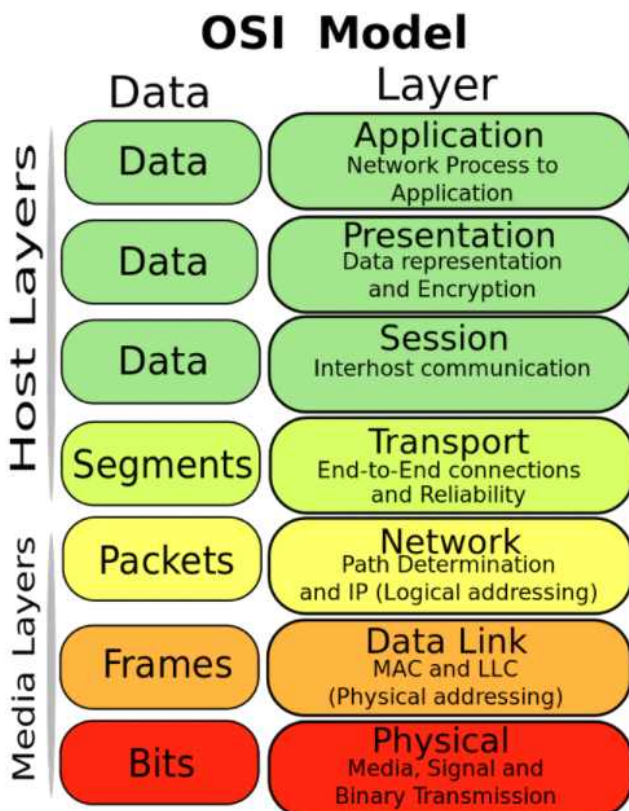 OSI Model
Data
Layer
Host Layers
Data
Application
Network Process to
Application
Data
Presentation
Data representation
and Encryption
Data
Session
Interhost communication
Segments
Transport
End-to-End connections
and Reliability
Media Layers
Packets
Network
Path Determination
and IP (Logical addressing)
Frames
Data Link
MAC and LLC
(Physical addressing)
Bits
Physical
Media, Signal and
Binary Transmission